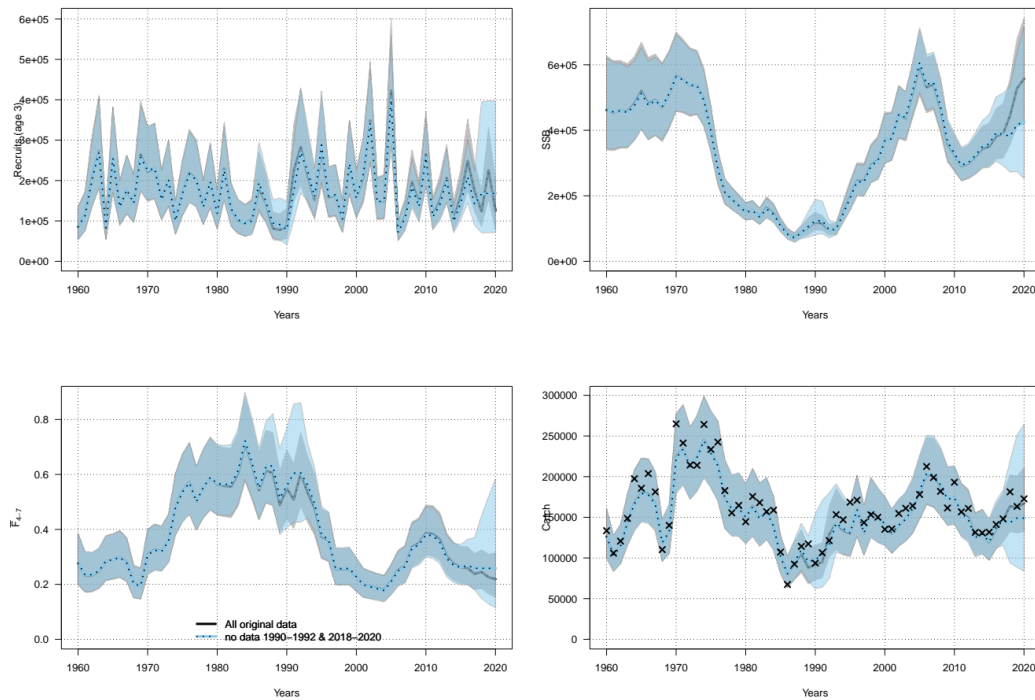 6e+05
5e+05
4e+05
3e+05
2e+05
1e+05
0e+00
Recruits (age 3)
1960 1970 1980 1990 2000 2010 2020
Years
6e+05
4e+05
2e+05
0e+00
SSB
1960 1970 1980 1990 2000 2010 2020
Years
0.8
0.6
0.4
0.2
0.0
F̅4−7
All original data
no data 1990−1992 & 2018−2020
1960 1970 1980 1990 2000 2010 2020
Years
300000
250000
200000
150000
100000
50000
0
Catch
1960 1970 1980 1990 2000 2010 2020
Years